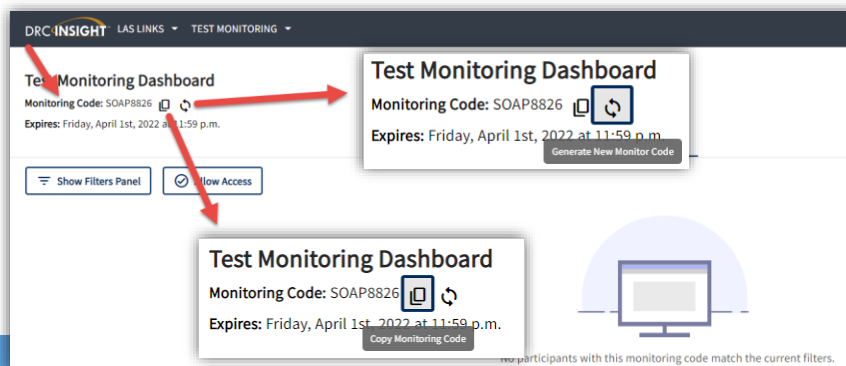 DRC INSIGHT LAS LINKS TEST MONITORING
Test Monitoring Dashboard
Monitoring Code: SOAP8826
Expires: Friday, April 1st, 2022 at 11:59 p.m.
Show Filters Panel Allow Access
Test Monitoring Dashboard
Monitoring Code: SOAP8826
Expires: Friday, April 1st, 2022 at 11:59 p.m.
Generate New Monitor Code
Test Monitoring Dashboard
Monitoring Code: SOAP8826
Expires: Friday, April 1st, 2022 at 11:59 p.m.
Copy Monitoring Code
No participants with this monitoring code match the current filters.